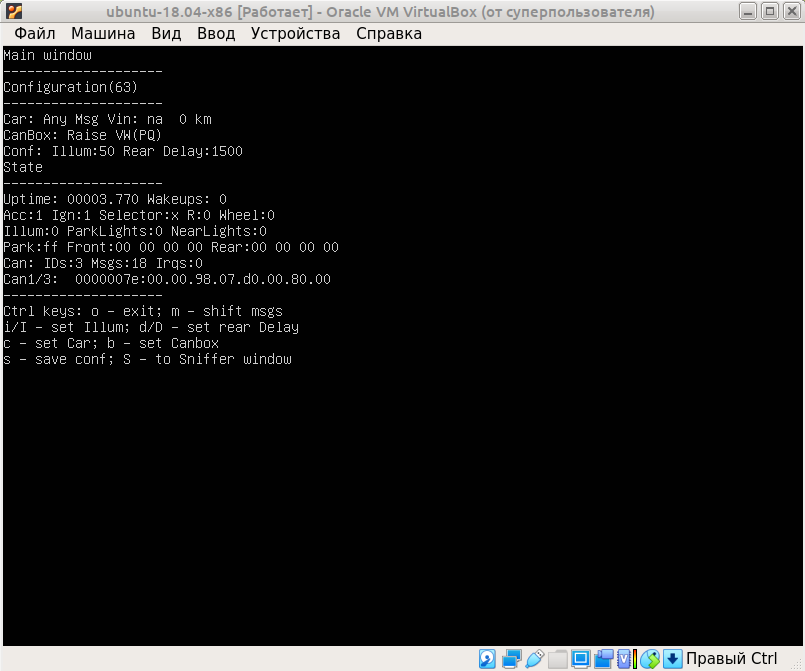 ubuntu-18.04-x86 [Работает] - Oracle VM VirtualBox (от суперпользователя)
Файл Машина Вид Ввод Устройства Справка
Main window
--------------------
Configuration(63)
--------------------
Car: Any Msg Vin: na  0 km
CanBox: Raise VW(PQ)
Conf: Illum:50 Rear Delay:1500
State
--------------------
Uptime: 00003.770 Wakeups: 0
Acc:1 Ign:1 Selector:x R:0 Wheel:0
Illum:0 ParkLights:0 NearLights:0
Park:ff Front:00 00 00 00 Rear:00 00 00 00
Can: IDs:3 Msgs:18 Irqs:0
Can1/3:  0000007e:00.00.98.07.d0.00.80.00
--------------------
Ctrl keys: o - exit; m - shift msgs
i/I - set Illum; d/D - set rear Delay
c - set Car; b - set Canbox
s - save conf; S - to Sniffer window
Правый Ctrl